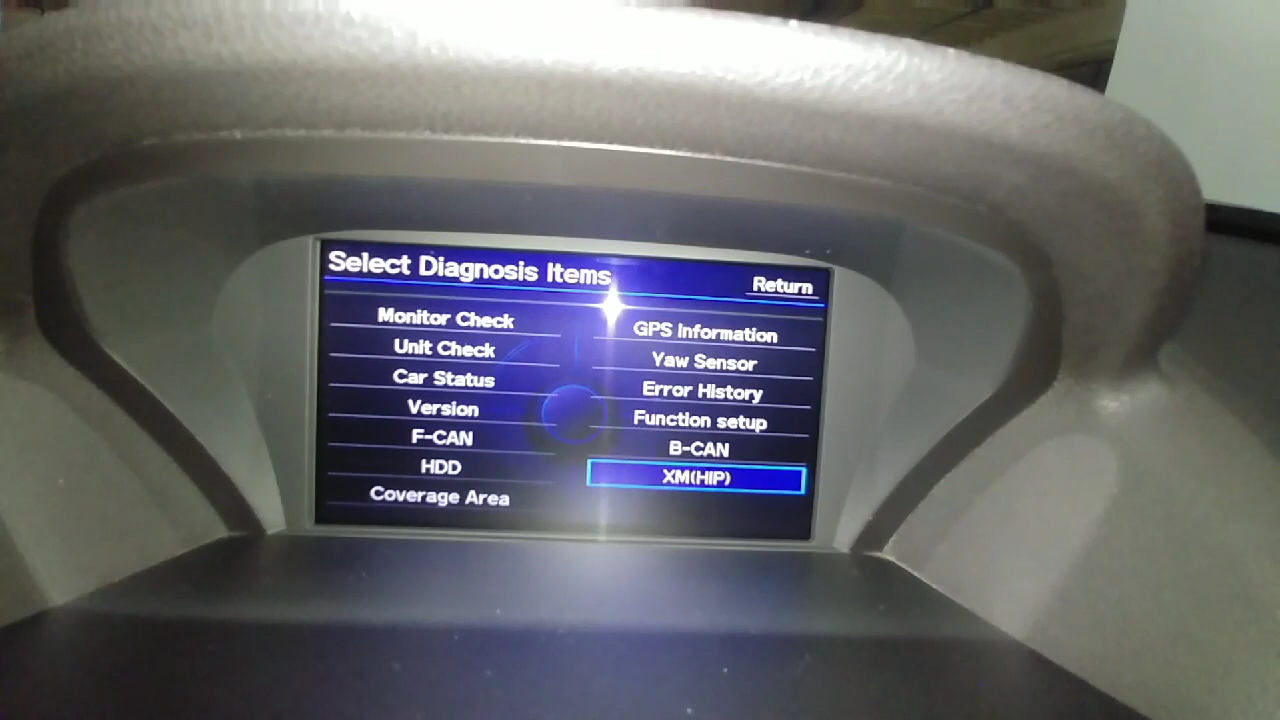 Select Diagnosis Items
Return
Monitor Check
GPS Information
Unit Check
Yaw Sensor
Car Status
Error History
Version
Function setup
F-CAN
B-CAN
HDD
XM(HIP)
Coverage Area